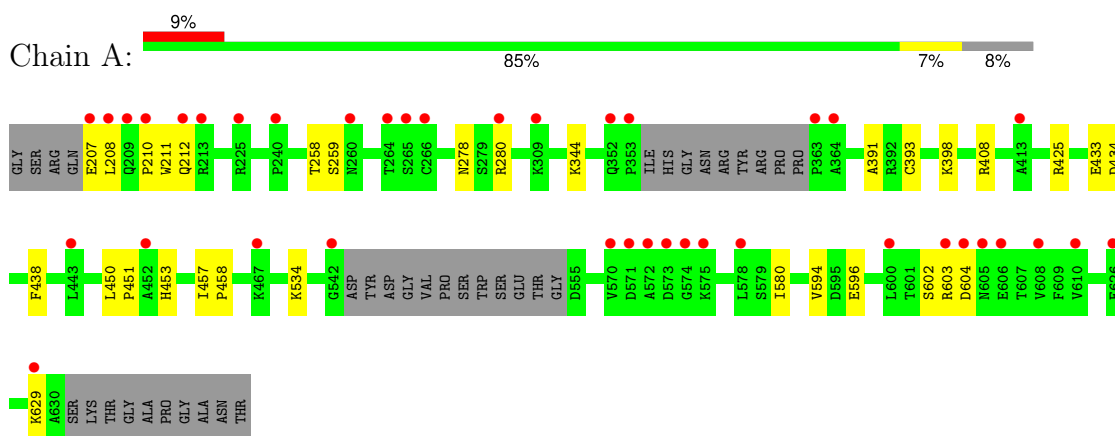 9%
Chain A:
85% 7% 8%
GLY SER ARG GLN E207 L208 Q209 P210 W211 Q212 R213 R225 P240 T258 S259 N260 T264 S265 C266 N278 S279 R280 K309 K344 Q352 P353 ILE HIS GLY ASN ARG TYR ARG PRO PRO P363 A364 A391 R392 C393 K398 R408 A413 R425 E433
F438 L443 L450 P451 A452 H453 I457 P458 K467 K534 G542 ASP TYR ASP GLY VAL PRO SER TRP SER GLU THR GLY D555 V570 D571 A572 D573 G574 K575 L578 S579 I580 V594 D595 E596 L600 T601 S602 R603 D604 N605 E606 T607 V608 F609 V610
K629 A630 SER LYS THR GLY ALA PRO GLY ALA ASN THR